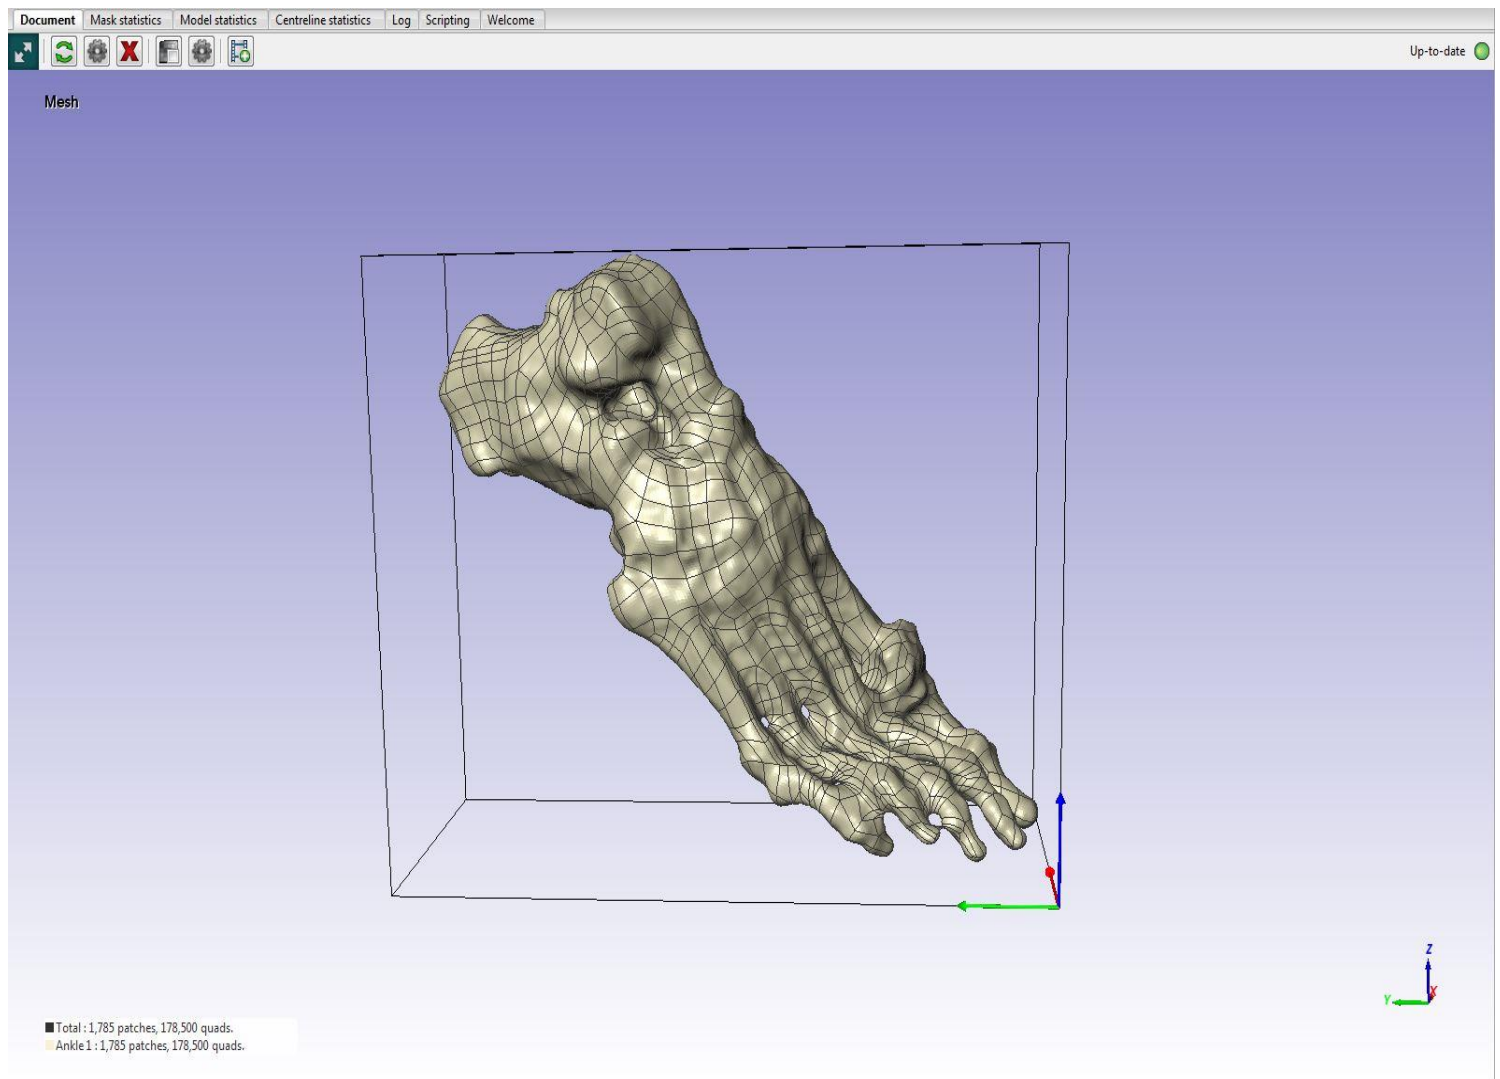 Document Mask statistics Model statistics Centreline statistics Log Scripting Welcome
Up-to-date
Mesh
Z
Y X
Total : 1,785 patches, 178,500 quads.
Ankle 1 : 1,785 patches, 178,500 quads.